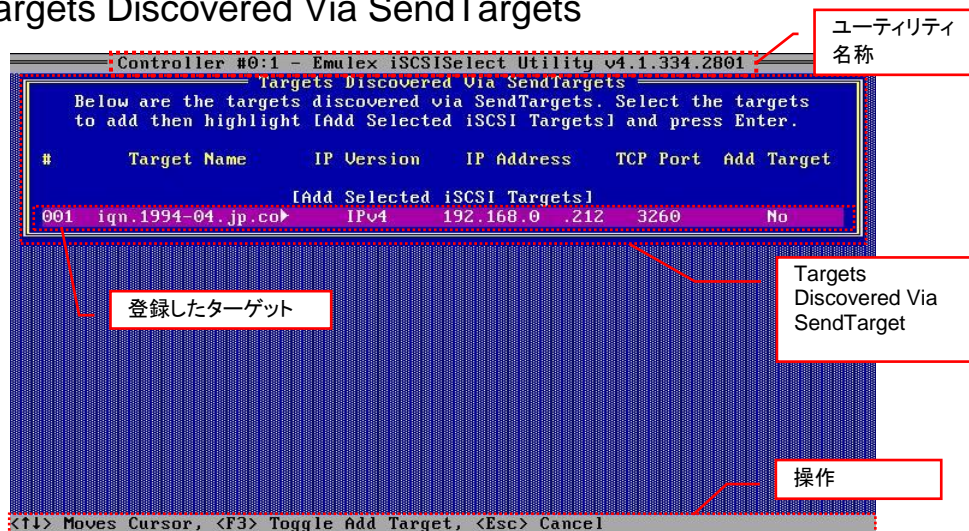 argets Discovered Via SendTargets
ユーティリティ
名称
Controller #0:1 - Emulex iSCSISelect Utility v4.1.334.2801
Targets Discovered Via SendTargets
Below are the targets discovered via SendTargets. Select the targets
to add then highlight [Add Selected iSCSI Targets] and press Enter.
# Target Name IP Version IP Address TCP Port Add Target
[Add Selected iSCSI Targets]
001 iqn.1994-04.jp.co▶ IPv4 192.168.0 .212 3260 No
登録したターゲット
Targets
Discovered Via
SendTarget
操作
<↑↓> Moves Cursor, <F3> Toggle Add Target, <Esc> Cancel